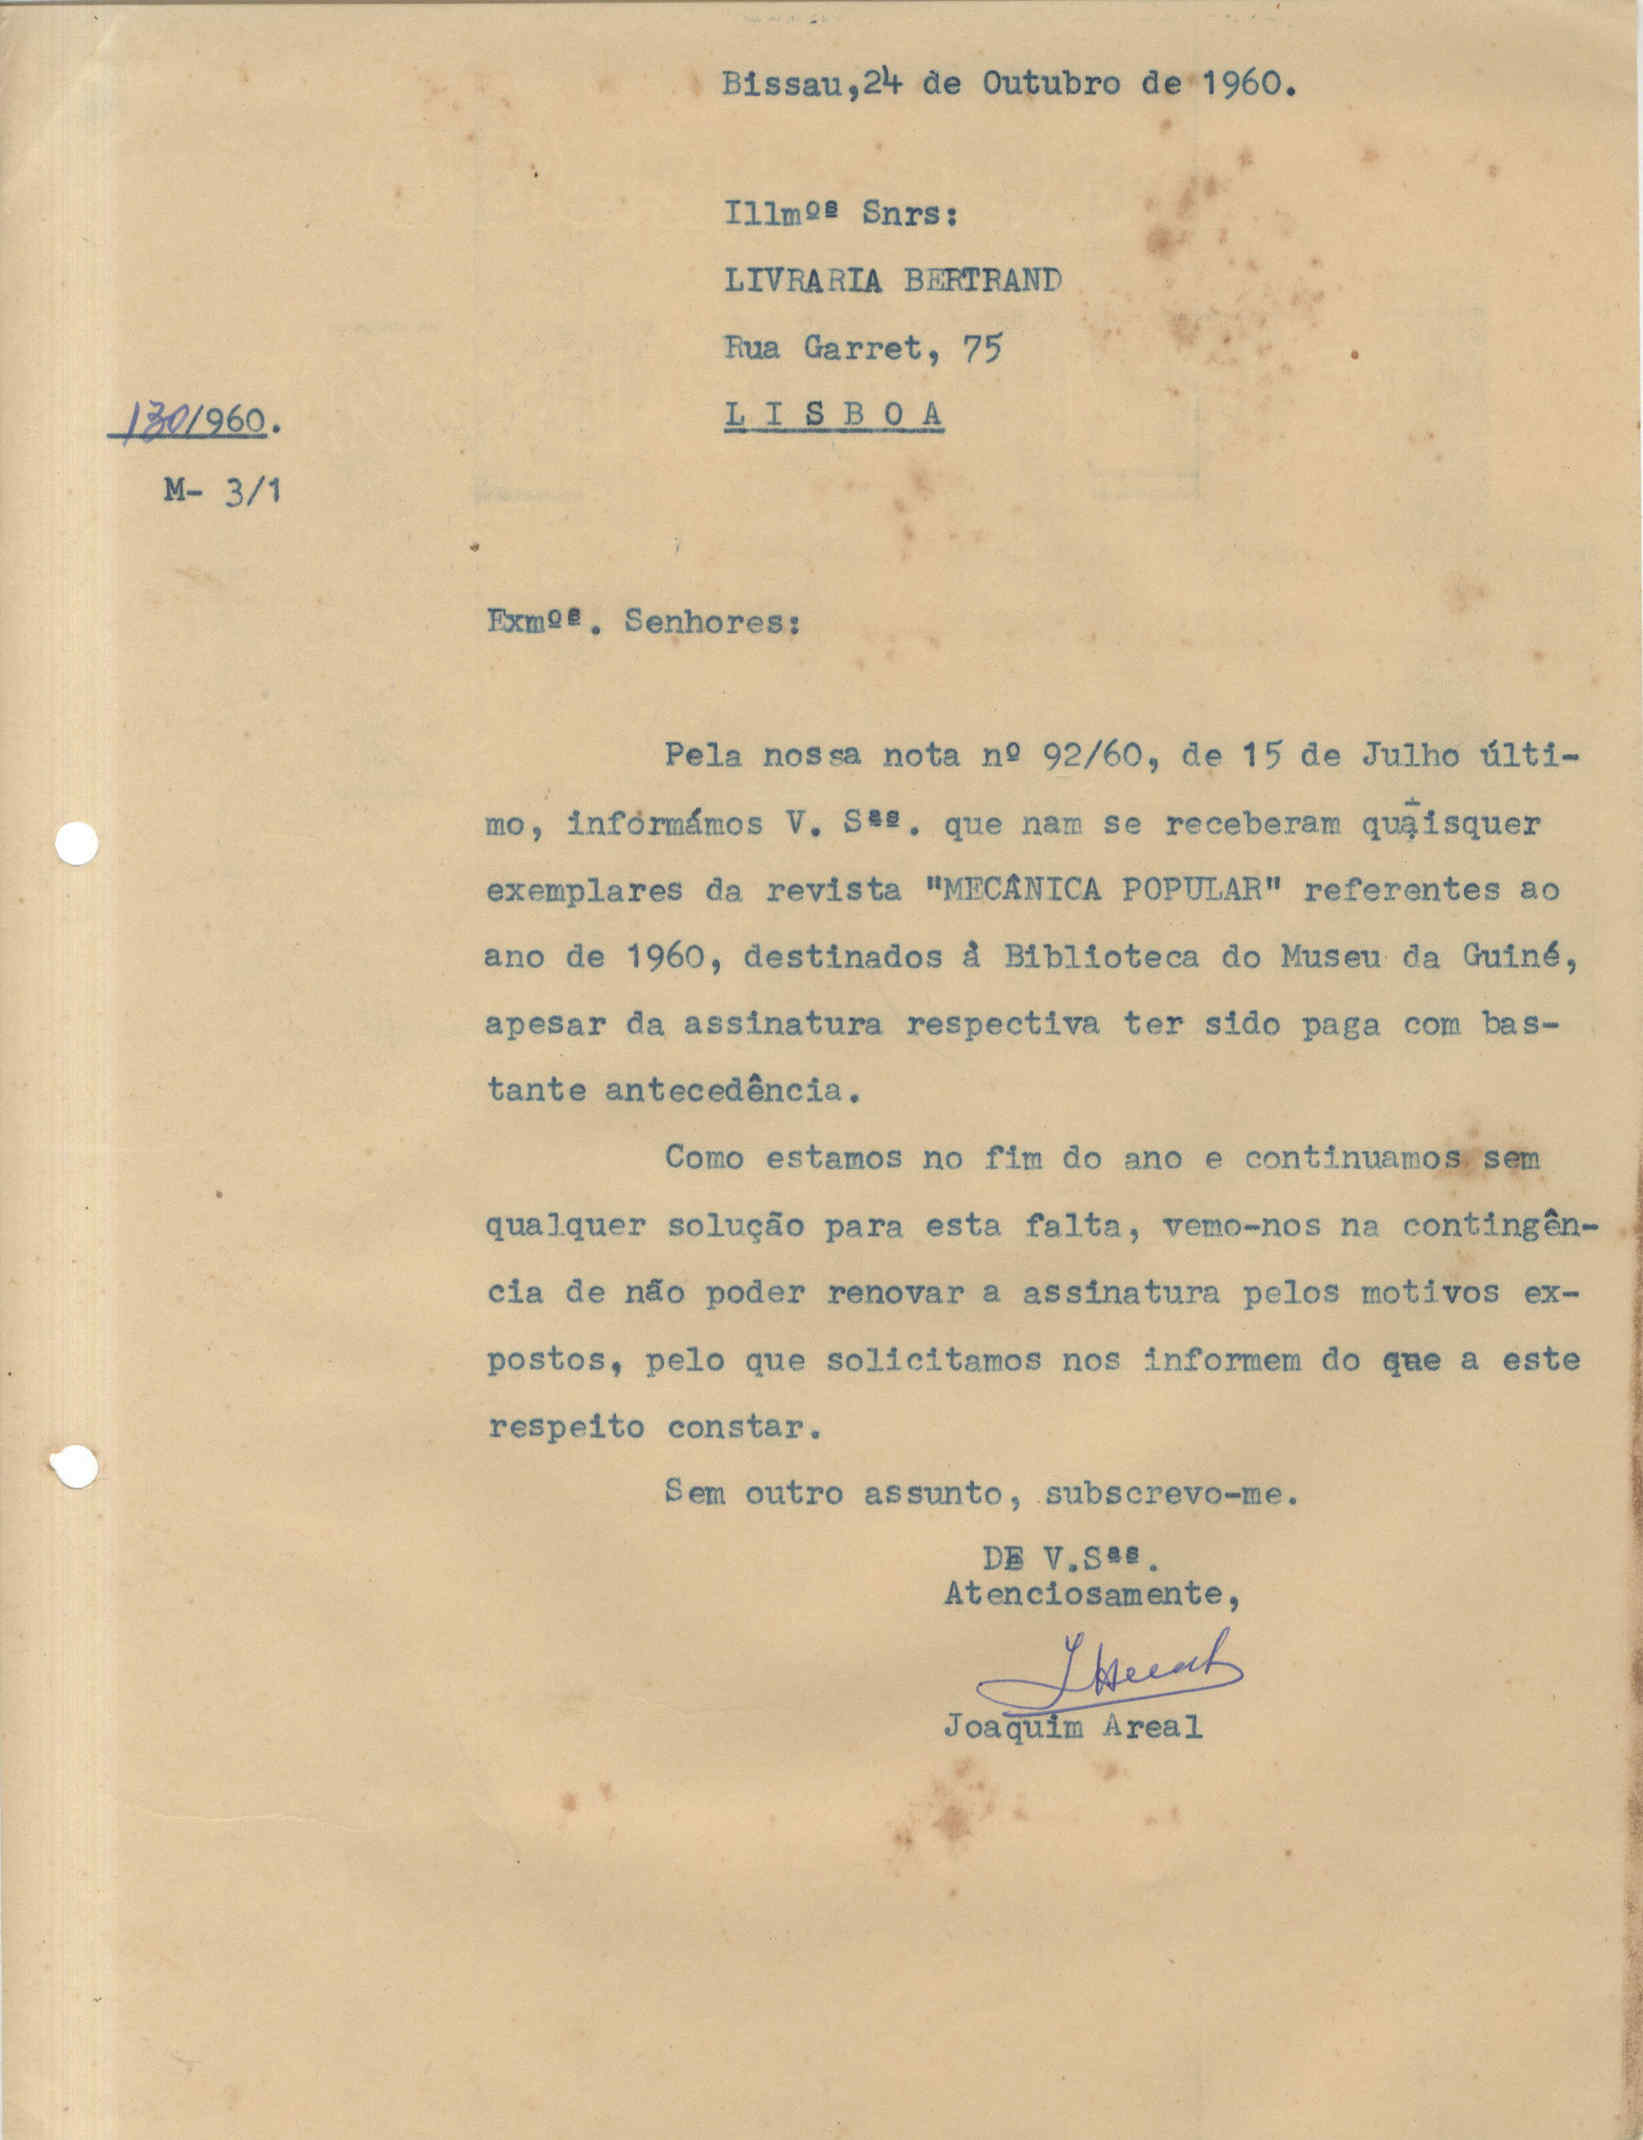 Bissau,24 de Outubro de 1960.
Illmºs Snrs:
LIVRARIA BERTRAND
Rua Garret, 75
L I S B O A
130/960.
M- 3/1
Exmºs. Senhores:
Pela nossa nota nº 92/60, de 15 de Julho últi-
mo, informámos V. Sªs. que nam se receberam quaisquer
exemplares da revista "MECÂNICA POPULAR" referentes ao
ano de 1960, destinados à Biblioteca do Museu da Guiné,
apesar da assinatura respectiva ter sido paga com bas-
tante antecedência.
Como estamos no fim do ano e continuamos sem
qualquer solução para esta falta, vemo-nos na contingên-
cia de não poder renovar a assinatura pelos motivos ex-
postos, pelo que solicitamos nos informem do que a este
respeito constar.
Sem outro assunto, subscrevo-me.
DE V.Sªs.
Atenciosamente,
Joaquim Areal